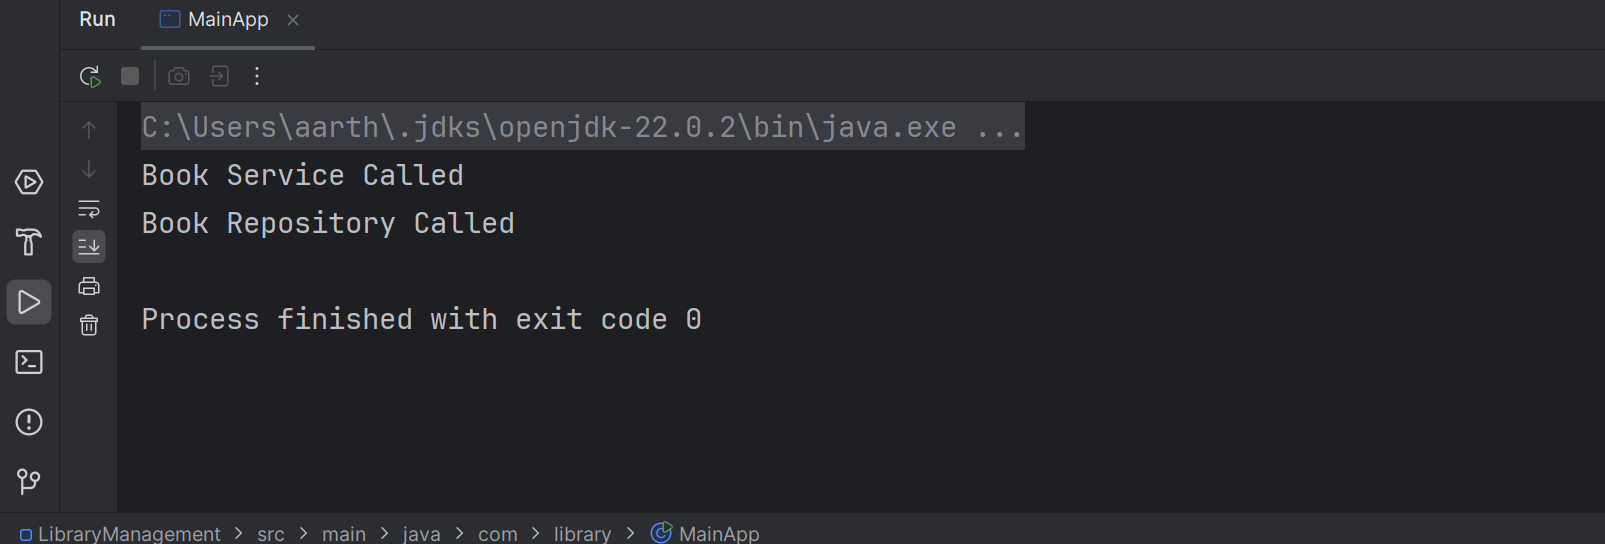 Run MainApp
C:\Users\aarth\.jdks\openjdk-22.0.2\bin\java.exe ...
Book Service Called
Book Repository Called
Process finished with exit code 0
LibraryManagement > src > main > java > com > library > MainApp